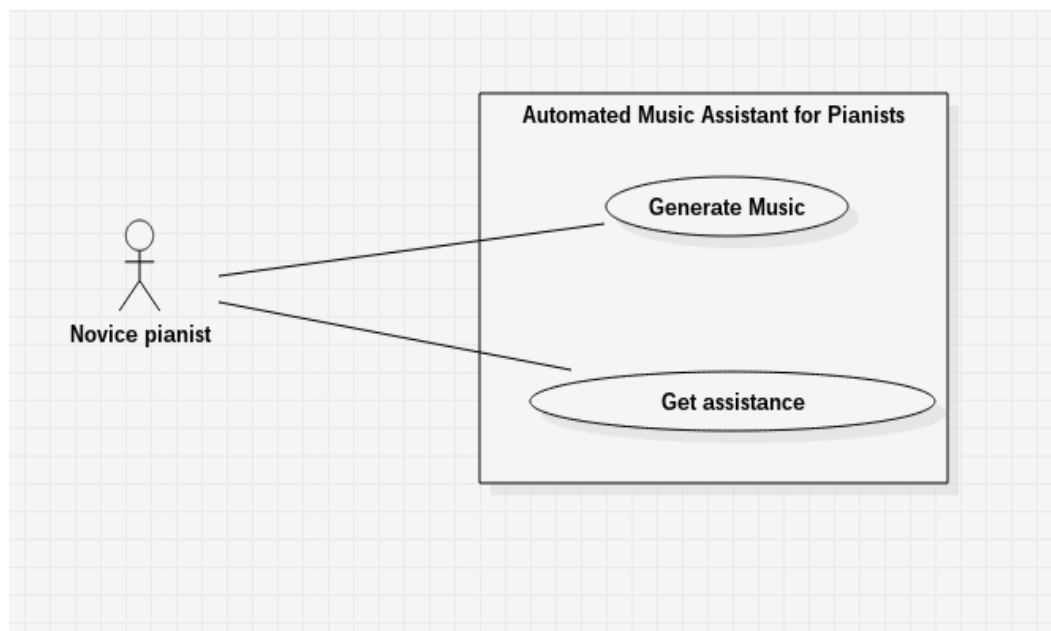 Automated Music Assistant for Pianists
Generate Music
Novice pianist
Get assistance